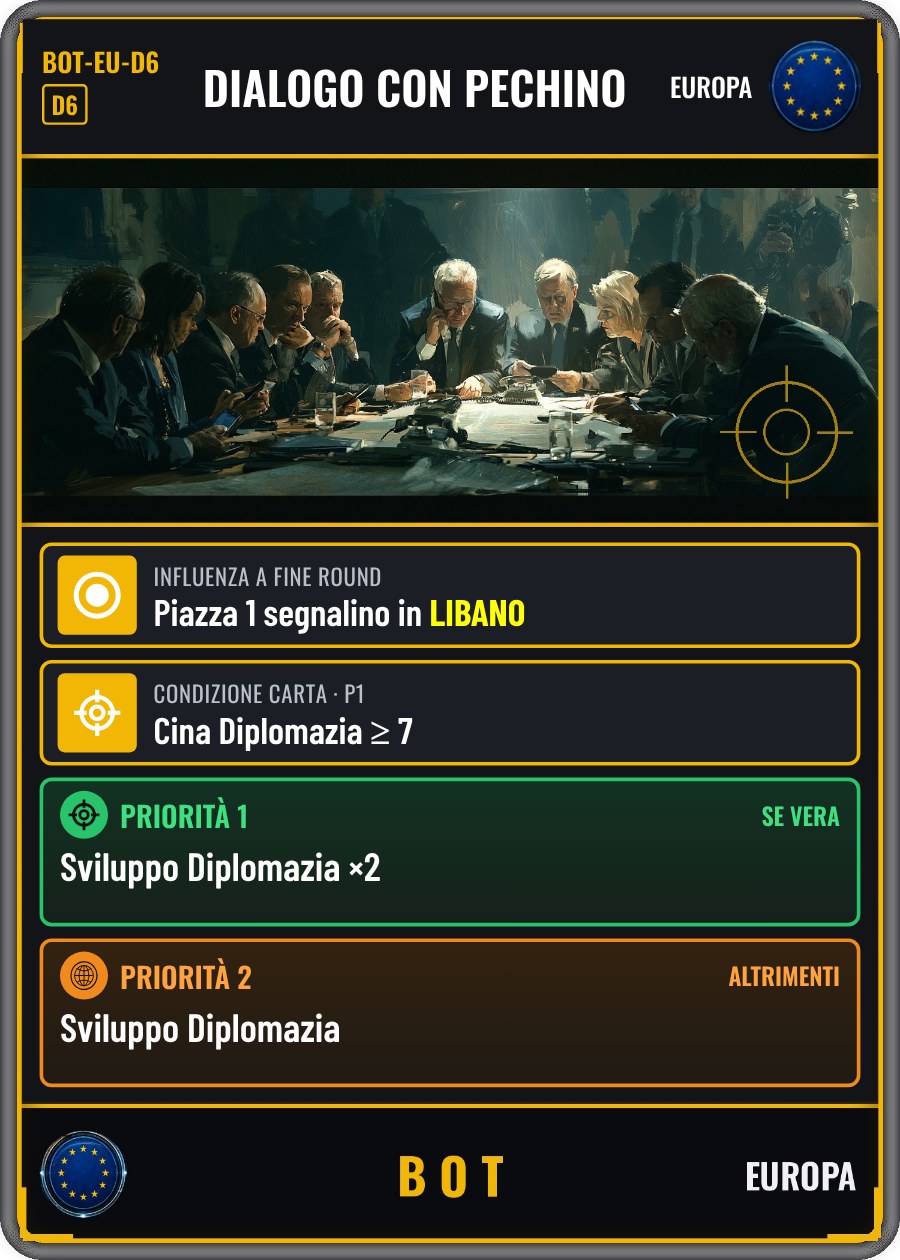 BOT-EU-D6
D6
DIALOGO CON PECHINO
EUROPA
INFLUENZA A FINE ROUND
Piazza 1 segnalino in LIBANO
CONDIZIONE CARTA · P1
Cina Diplomazia ≥ 7
PRIORITÀ 1
SE VERA
Sviluppo Diplomazia ×2
PRIORITÀ 2
ALTRIMENTI
Sviluppo Diplomazia
BOT
EUROPA